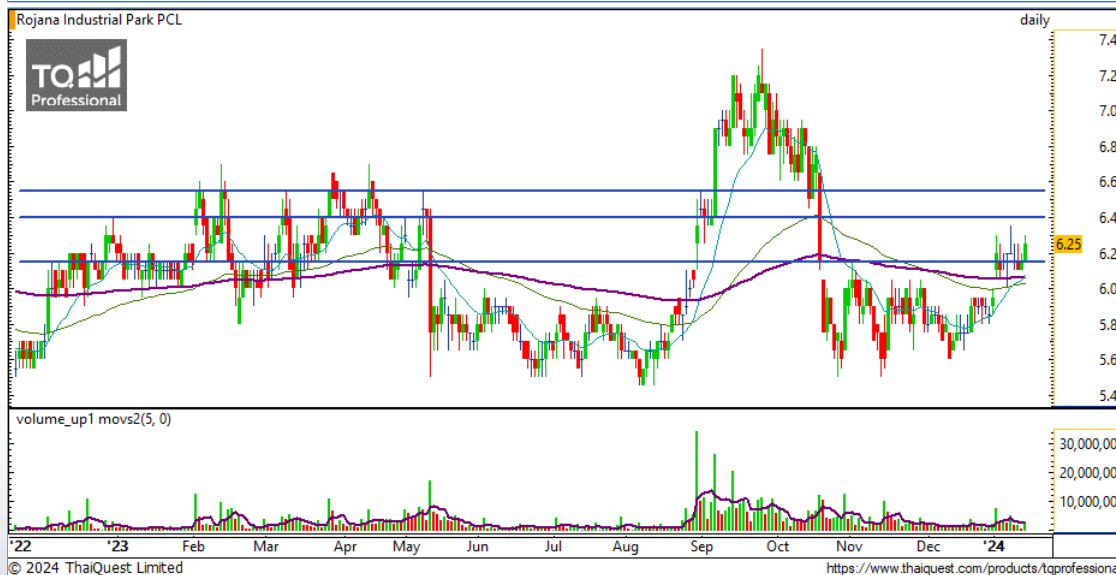 Rojana Industrial Park PCL daily
TQ
Professional
7.4
7.2
7.0
6.8
6.6
6.4
6.25
6.2
6.0
5.8
5.6
5.4
volume_up1 movs2(5, 0)
30,000,00
20,000,00
10,000,00
'22 '23 Feb Mar Apr May Jun Jul Aug Sep Oct Nov Dec '24
© 2024 ThaiQuest Limited https://www.thaiquest.com/products/tqprofessiona